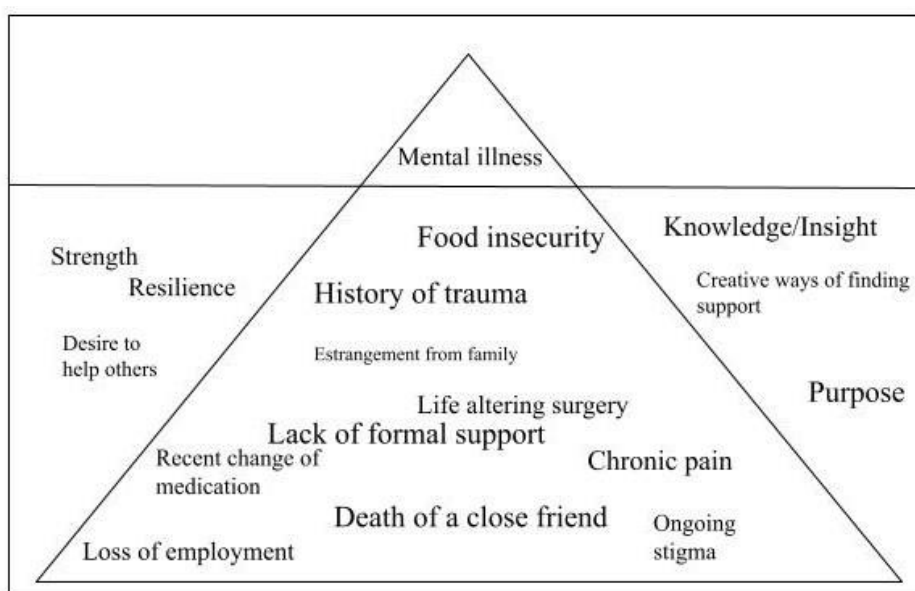 Mental illness
Food insecurity
Knowledge/Insight
Strength
Resilience
Creative ways of finding
support
History of trauma
Desire to
help others
Estrangement from family
Purpose
Life altering surgery
Lack of formal support
Recent change of
medication
Chronic pain
Death of a close friend
Ongoing
stigma
Loss of employment